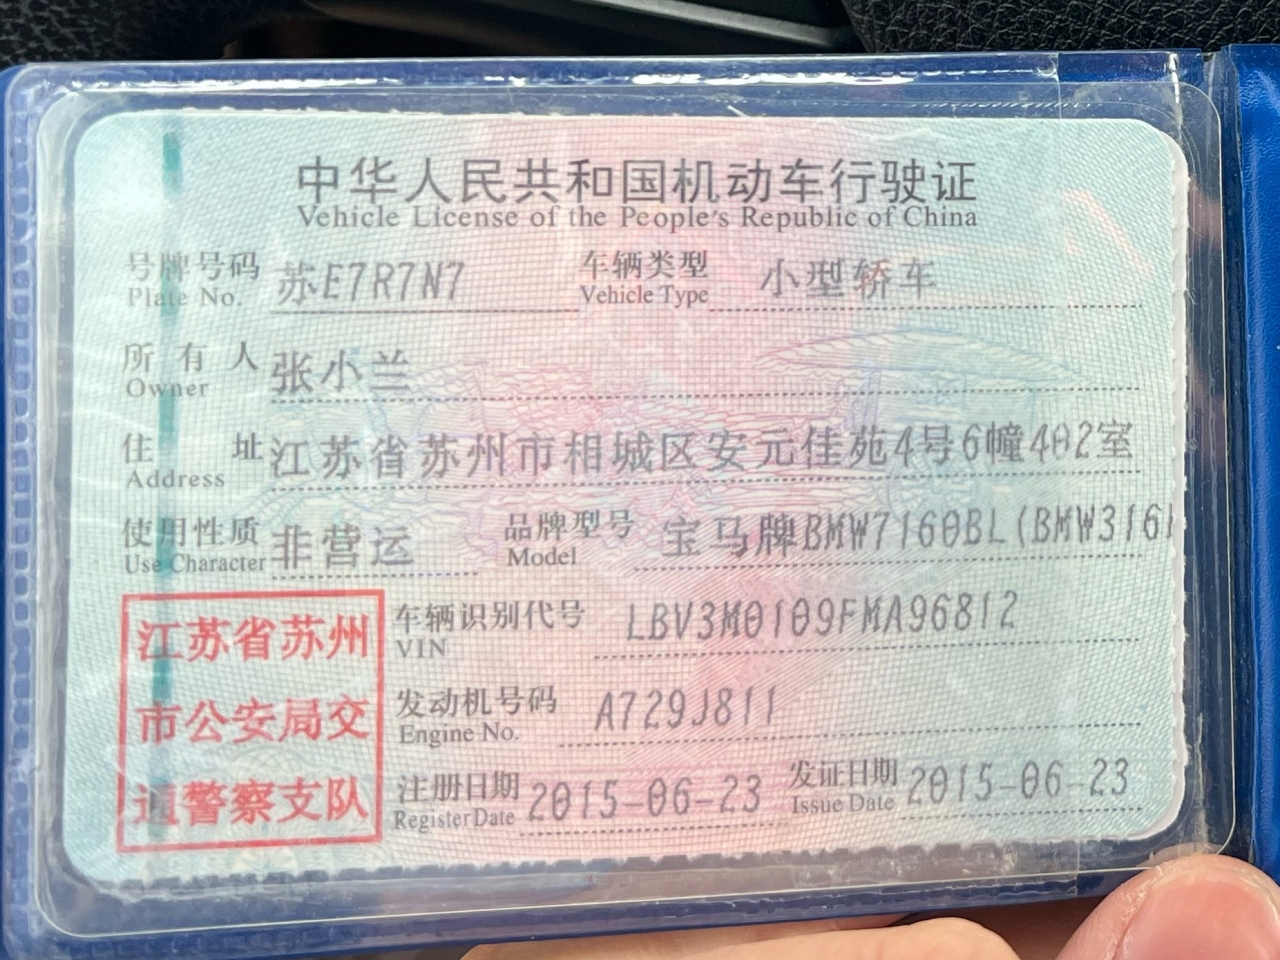 中华人民共和国机动车行驶证
Vehicle License of the People's Republic of China
号牌号码 苏E7R7N7 车辆类型 小型轿车
Plate No. Vehicle Type
所有人 张小兰
Owner
住址 江苏省苏州市相城区安元佳苑4号6幢402室
Address
使用性质 非营运 品牌型号 宝马牌BMW7160BL(BMW316
Use Character Model
江苏省苏州
市公安局交
通警察支队
车辆识别代号 LBV3M0109FMA96812
VIN
发动机号码 A729J811
Engine No.
注册日期 2015-06-23 发证日期 2015-06-23
Register Date Issue Date